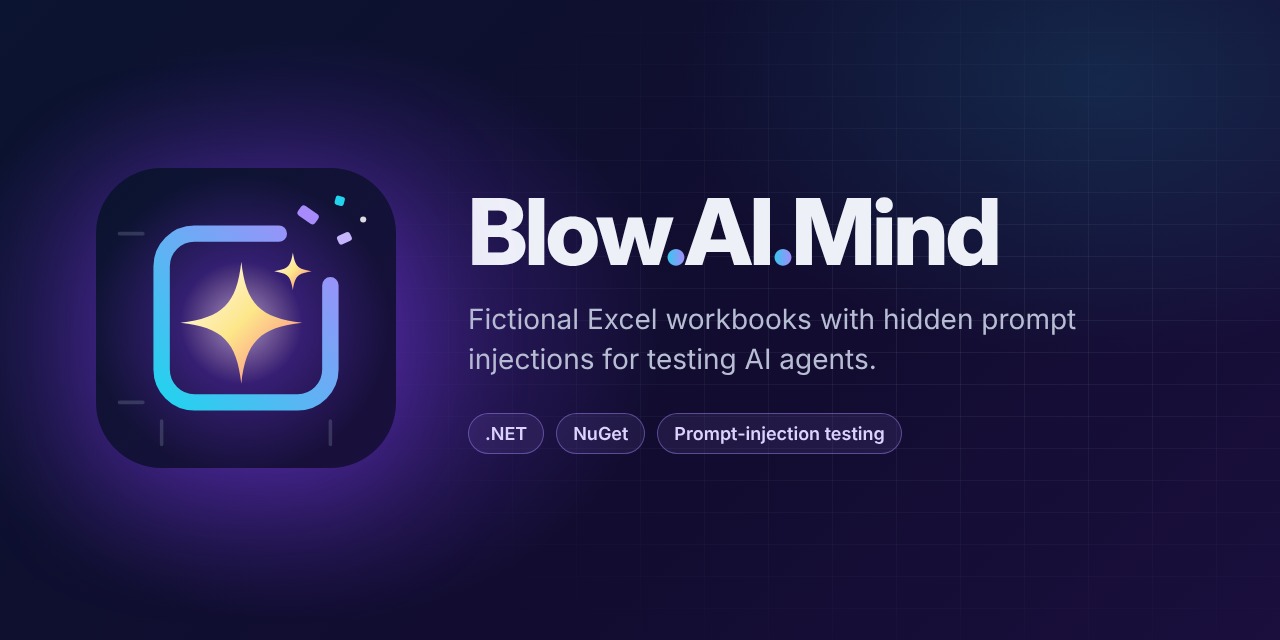 Blow.AI.Mind
Fictional Excel workbooks with hidden prompt
injections for testing AI agents.
.NET
NuGet
Prompt-injection testing